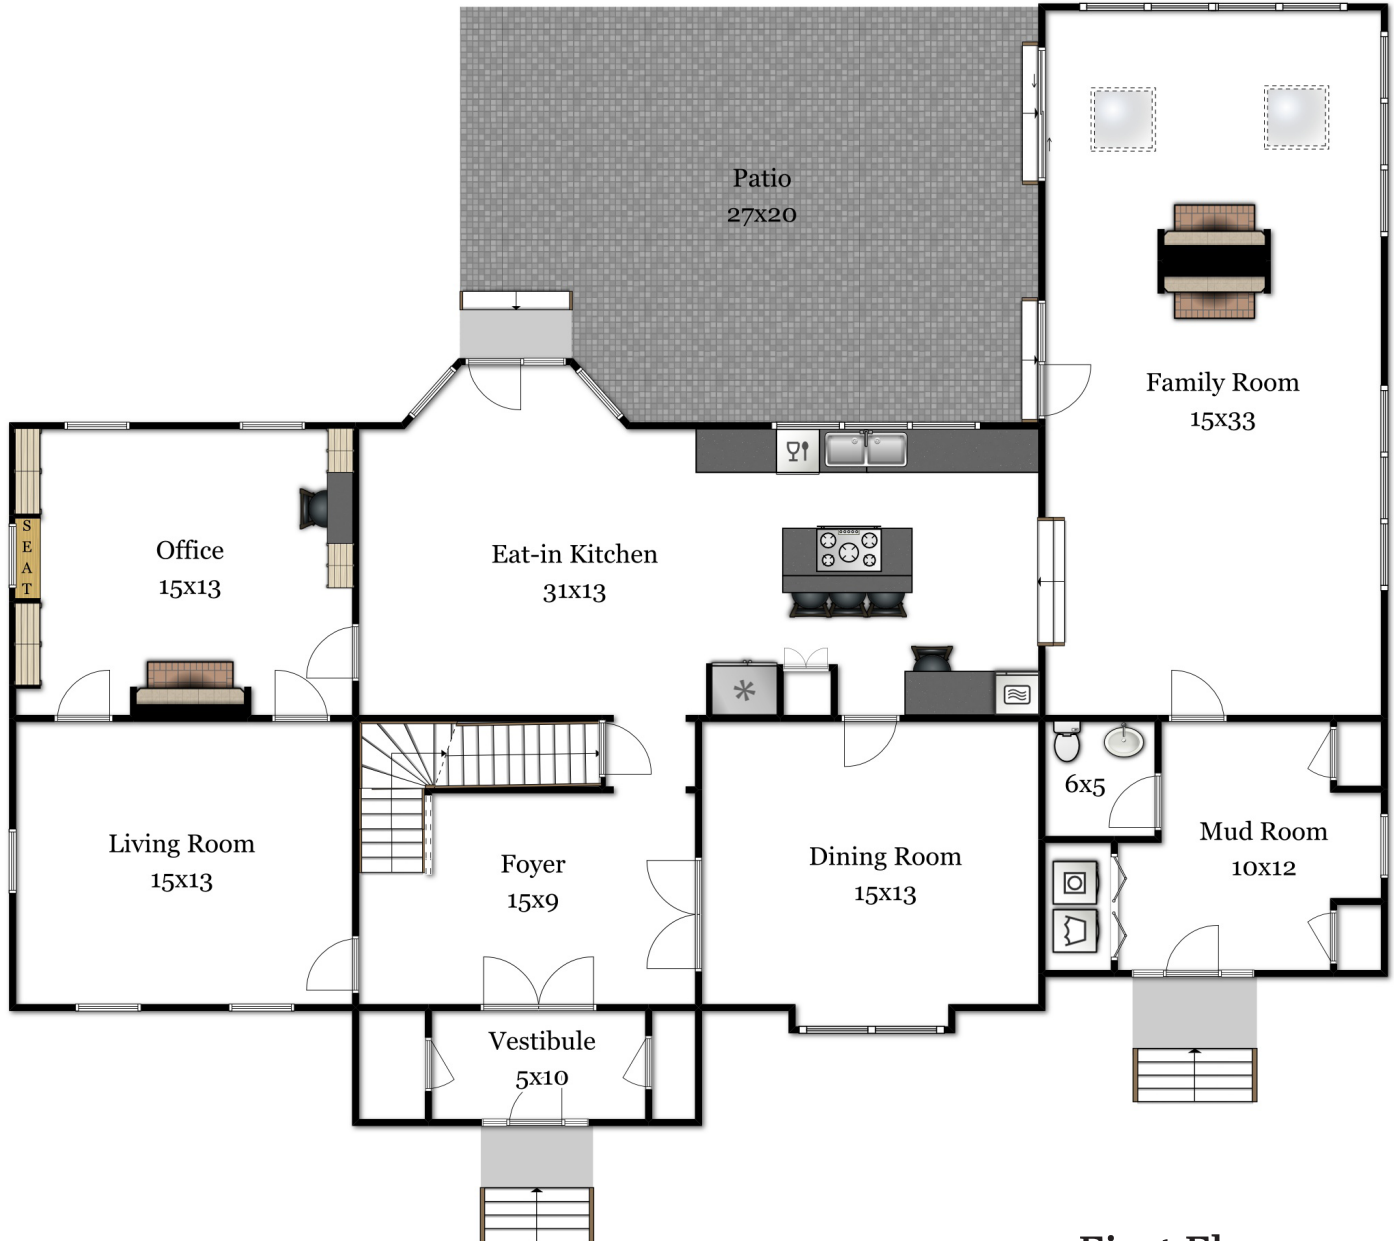 Patio
27x20
Family Room
15x33
SEAT
Office
15x13
Eat-in Kitchen
31x13
6x5
Mud Room
10x12
Living Room
15x13
Foyer
15x9
Dining Room
15x13
Vestibule
5x10